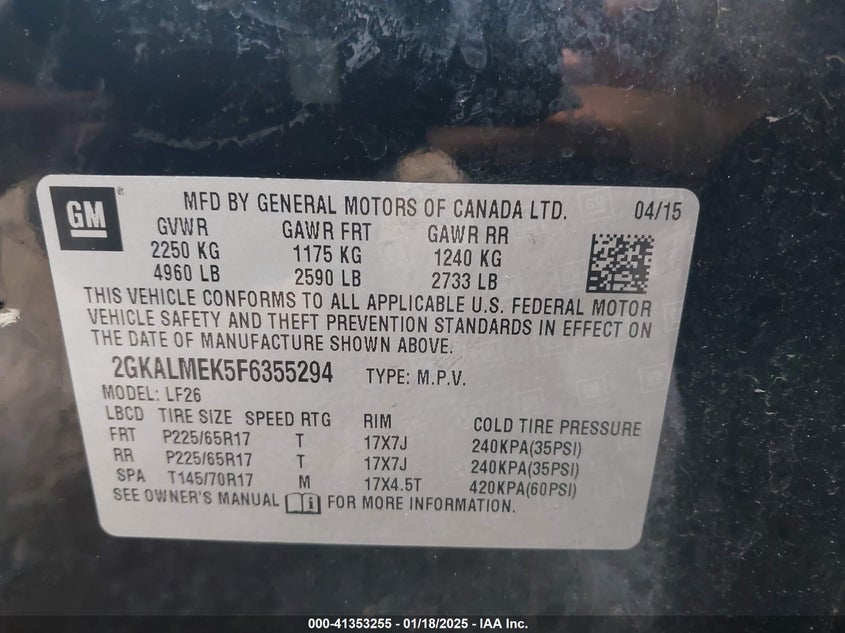 GM ® MFD BY GENERAL MOTORS OF CANADA LTD. 04/15
GVWR GAWR FRT GAWR RR
2250 KG 1175 KG 1240 KG
4960 LB 2590 LB 2733 LB
THIS VEHICLE CONFORMS TO ALL APPLICABLE U.S. FEDERAL MOTOR
VEHICLE SAFETY AND THEFT PREVENTION STANDARDS IN EFFECT ON
THE DATE OF MANUFACTURE SHOWN ABOVE.
2GKALMEK5F6355294 TYPE: M.P.V.
MODEL: LF26
LBCD TIRE SIZE SPEED RTG RIM COLD TIRE PRESSURE
FRT P225/65R17 T 17X7J 240KPA(35PSI)
RR P225/65R17 T 17X7J 240KPA(35PSI)
SPA T145/70R17 M 17X4.5T 420KPA(60PSI)
SEE OWNER'S MANUAL i FOR MORE INFORMATION.
000-41353255 - 01/18/2025 - IAA Inc.